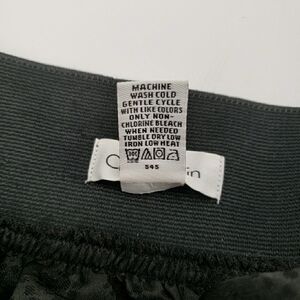 MACHINE
WASH COLD
GENTLE CYCLE
WITH LIKE COLORS
ONLY NON-
CHLORINE BLEACH
WHEN NEEDED
TUMBLE DRY LOW
IRON LOW HEAT
545